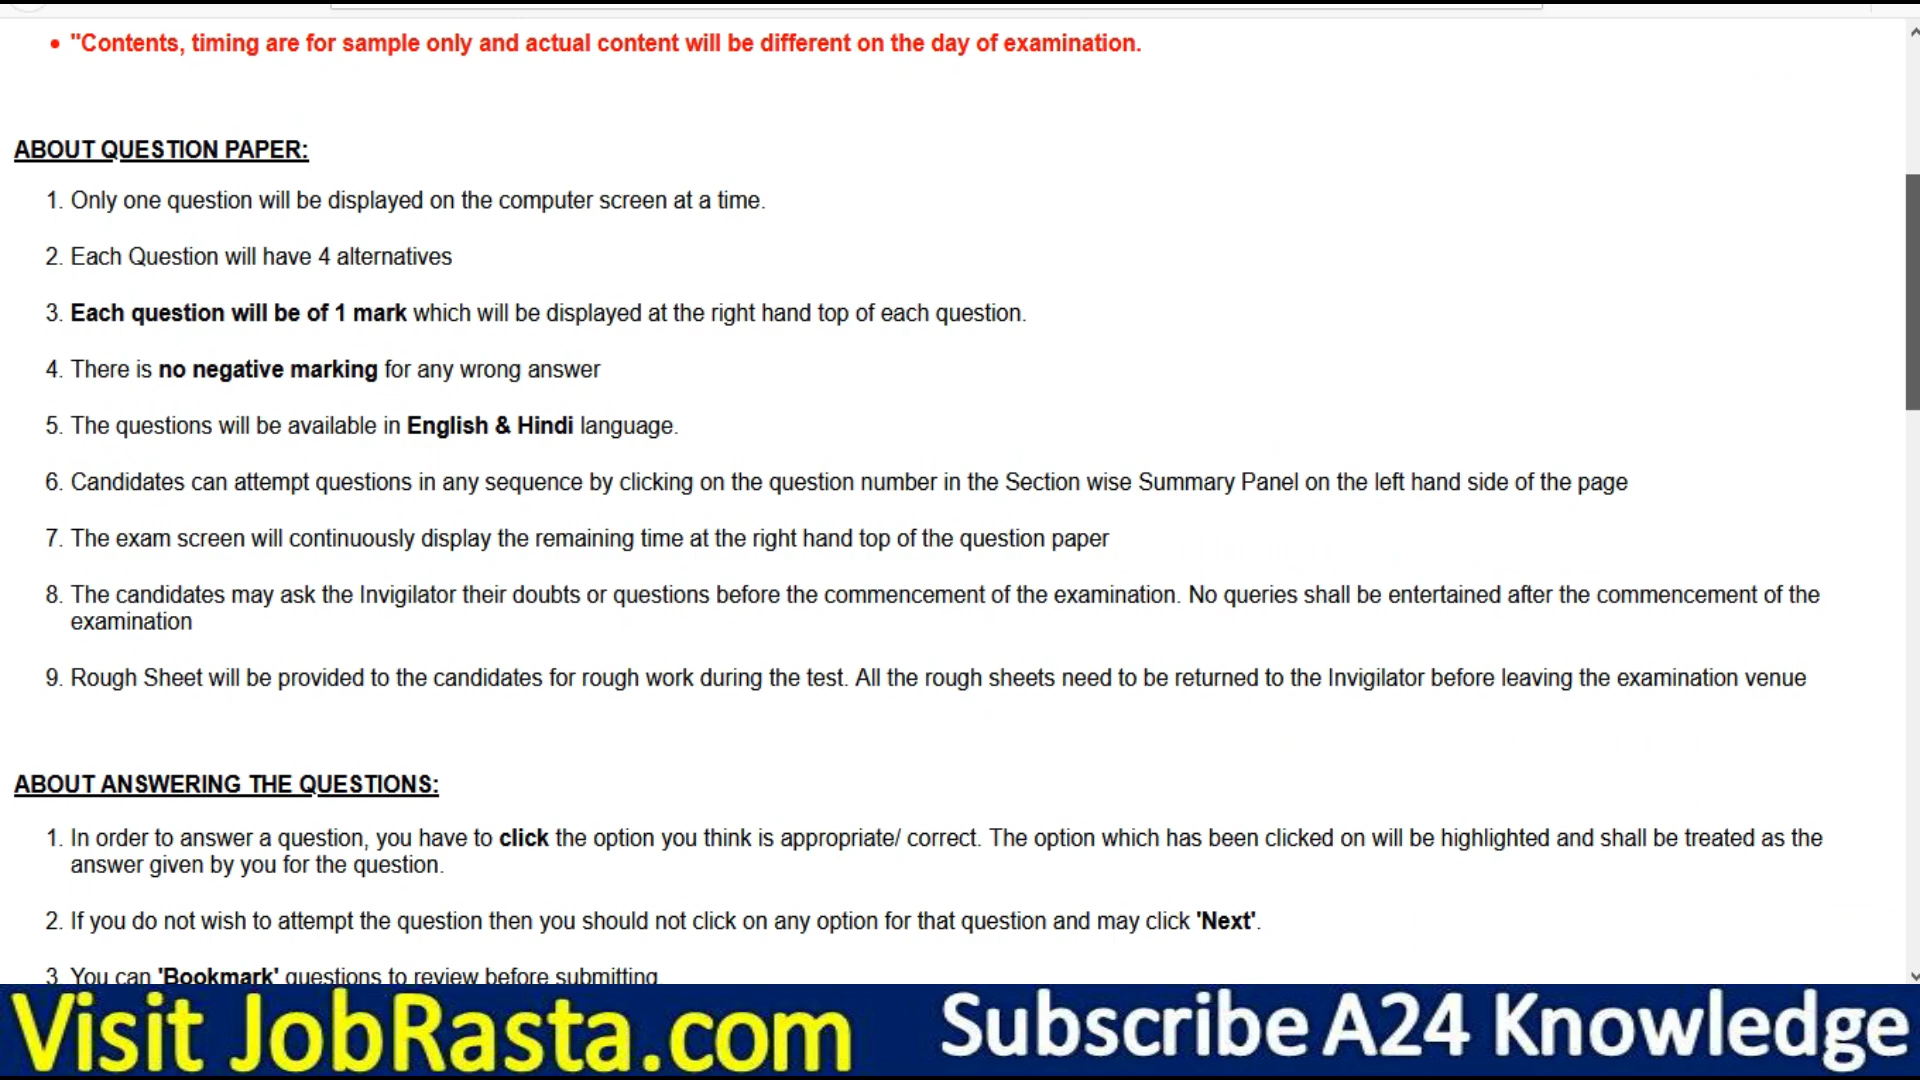 • "Contents, timing are for sample only and actual content will be different on the day of examination.
ABOUT QUESTION PAPER:
1. Only one question will be displayed on the computer screen at a time.
2. Each Question will have 4 alternatives
3. Each question will be of 1 mark which will be displayed at the right hand top of each question.
4. There is no negative marking for any wrong answer
5. The questions will be available in English & Hindi language.
6. Candidates can attempt questions in any sequence by clicking on the question number in the Section wise Summary Panel on the left hand side of the page
7. The exam screen will continuously display the remaining time at the right hand top of the question paper
8. The candidates may ask the Invigilator their doubts or questions before the commencement of the examination. No queries shall be entertained after the commencement of the
examination
9. Rough Sheet will be provided to the candidates for rough work during the test. All the rough sheets need to be returned to the Invigilator before leaving the examination venue
ABOUT ANSWERING THE QUESTIONS:
1. In order to answer a question, you have to click the option you think is appropriate/ correct. The option which has been clicked on will be highlighted and shall be treated as the
answer given by you for the question.
2. If you do not wish to attempt the question then you should not click on any option for that question and may click 'Next'.
3. You can 'Bookmark' questions to review before submitting
Visit JobRasta.com Subscribe A24 Knowledge